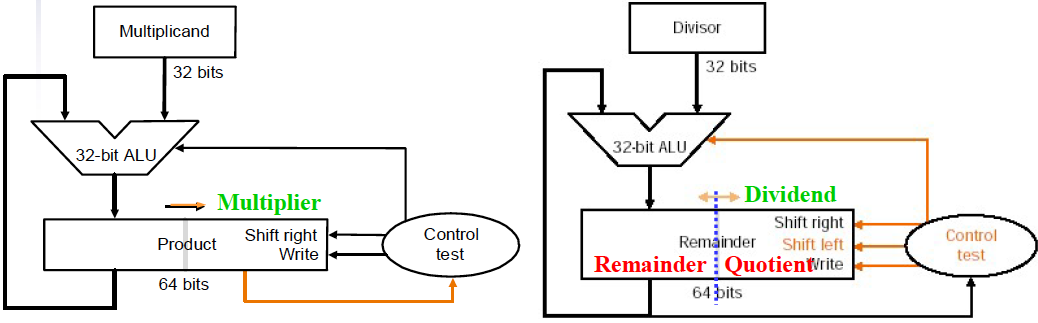 Multiplicand
32 bits
32-bit ALU
Multiplier
Product
Shift right
Write
64 bits
Control
test
Divisor
32 bits
32-bit ALU
Dividend
Shift right
Remainder
Shift left
Remainder
Quotient
Write
64 bits
Control
test